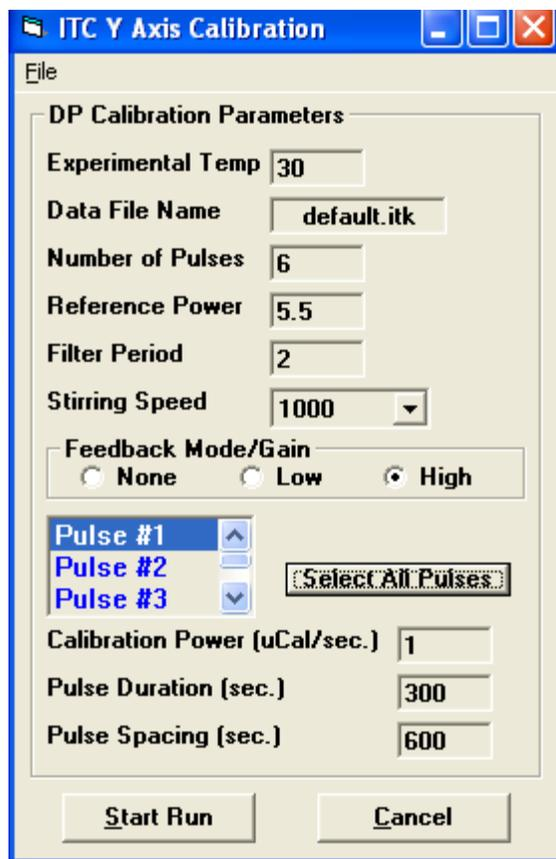 ITC Y Axis Calibration
File
DP Calibration Parameters
Experimental Temp 30
Data File Name default.itk
Number of Pulses 6
Reference Power 5.5
Filter Period 2
Stirring Speed 1000
Feedback Mode/Gain
None Low High
Pulse #1
Pulse #2
Pulse #3
Select All Pulses
Calibration Power (uCal/sec.) 1
Pulse Duration (sec.) 300
Pulse Spacing (sec.) 600
Start Run Cancel